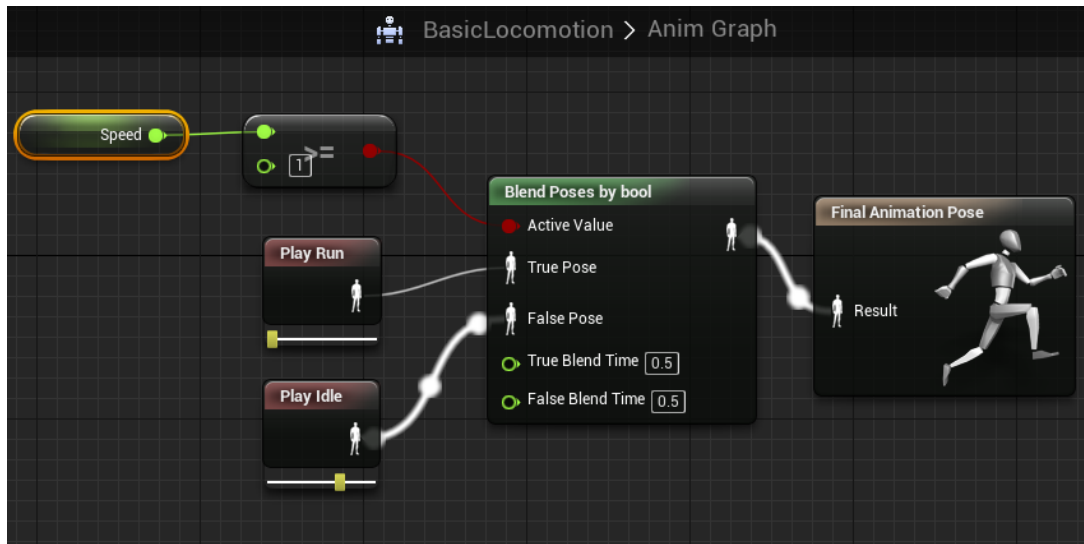 BasicLocomotion > Anim Graph
Speed
>=
1
Play Run
Play Idle
Blend Poses by bool
Active Value
True Pose
False Pose
True Blend Time 0.5
False Blend Time 0.5
Final Animation Pose
Result